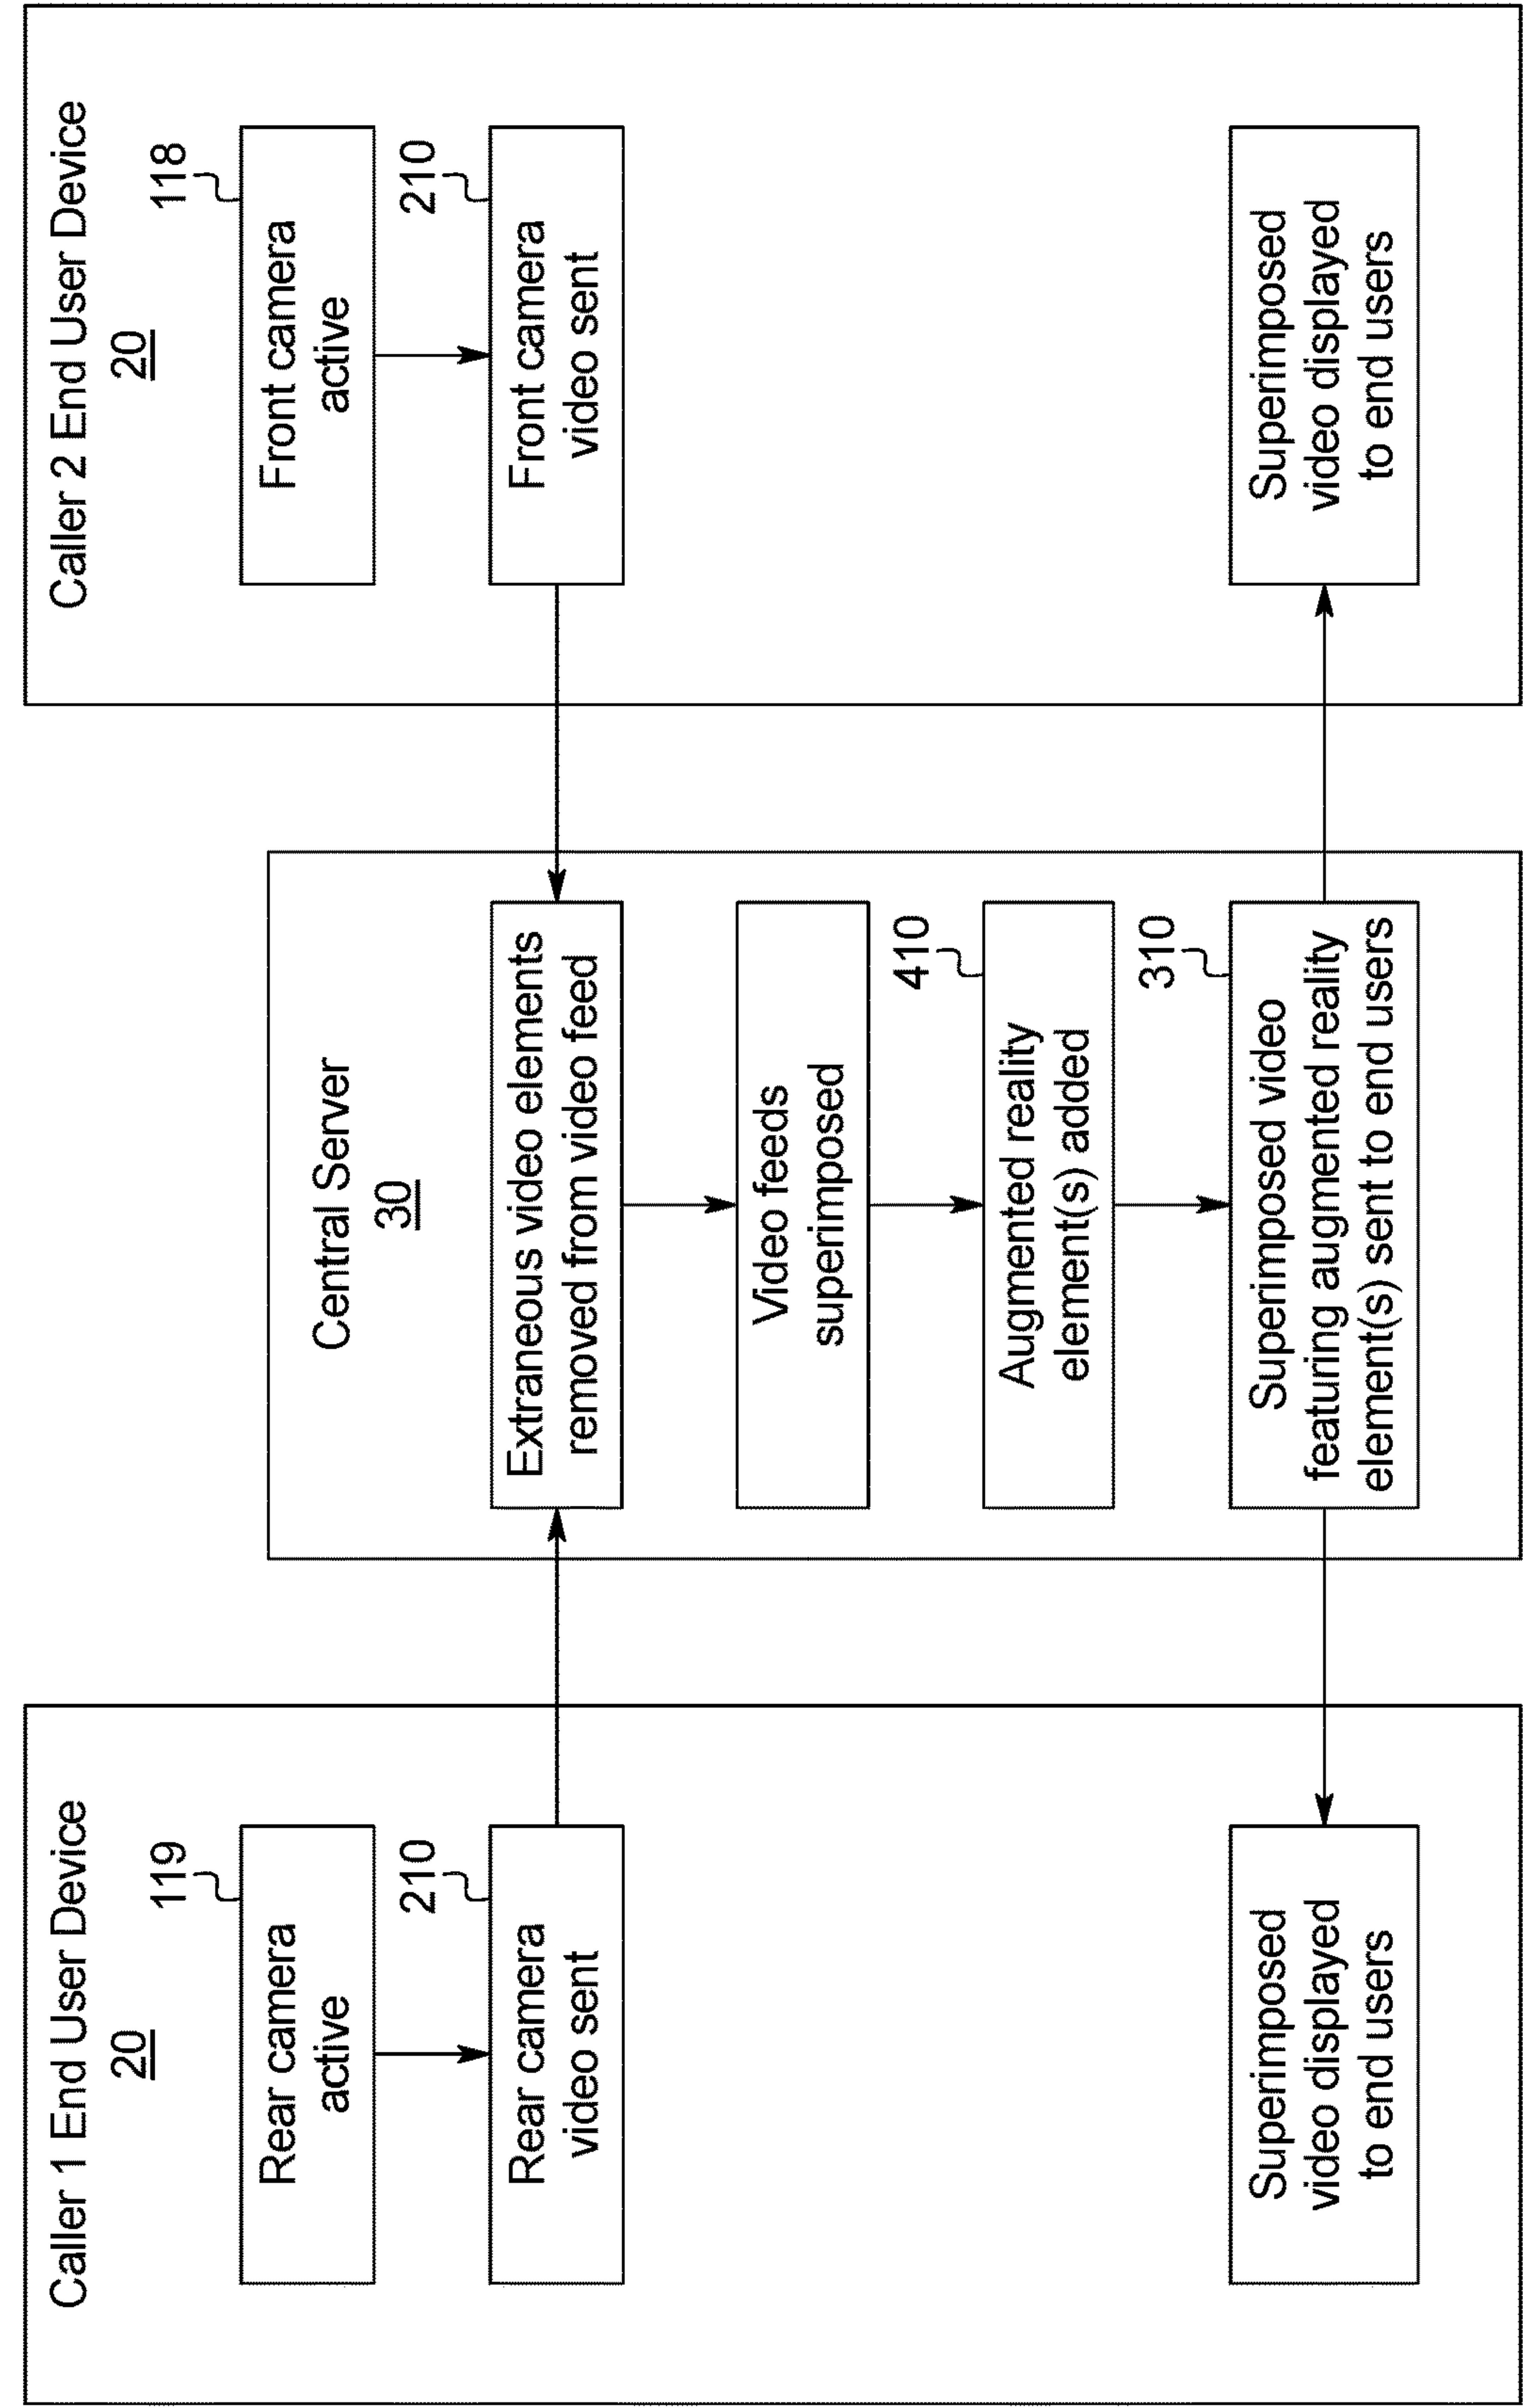 Caller 1 End User Device
20
119
Rear camera
active
210
Rear camera
video sent
Superimposed
video displayed
to end users
Central Server
30
Extraneous video elements
removed from video feed
Video feeds
superimposed
410
Augmented reality
element(s) added
310
Superimposed video
featuring augmented reality
element(s) sent to end users
Caller 2 End User Device
20
118
Front camera
active
210
Front camera
video sent
Superimposed
video displayed
to end users